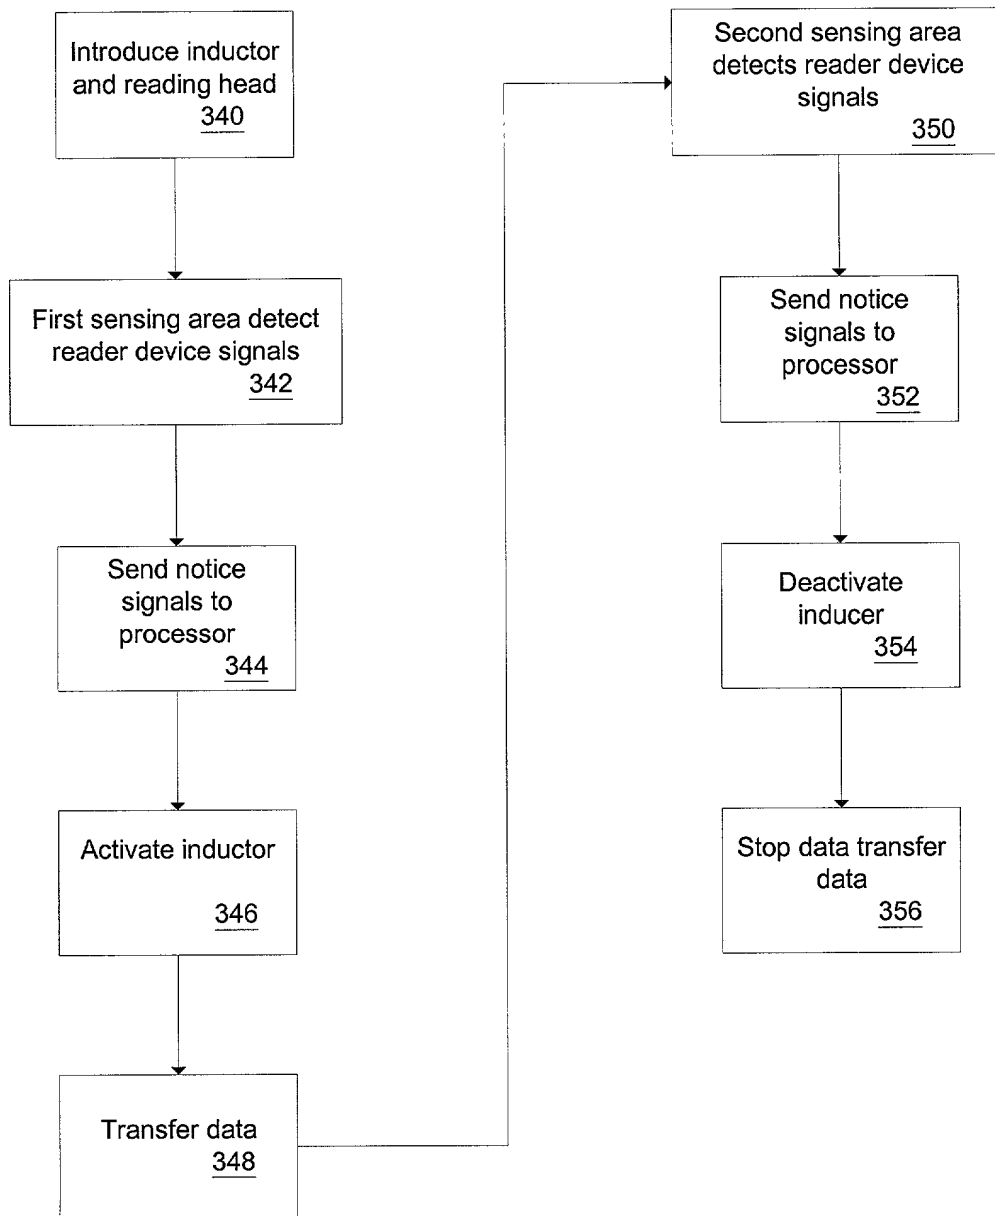 Introduce inductor
and reading head
340
First sensing area detect
reader device signals
342
Send notice
signals to
processor
344
Activate inductor
346
Transfer data
348
Second sensing area
detects reader device
signals
350
Send notice
signals to
processor
352
Deactivate
inducer
354
Stop data transfer
data
356